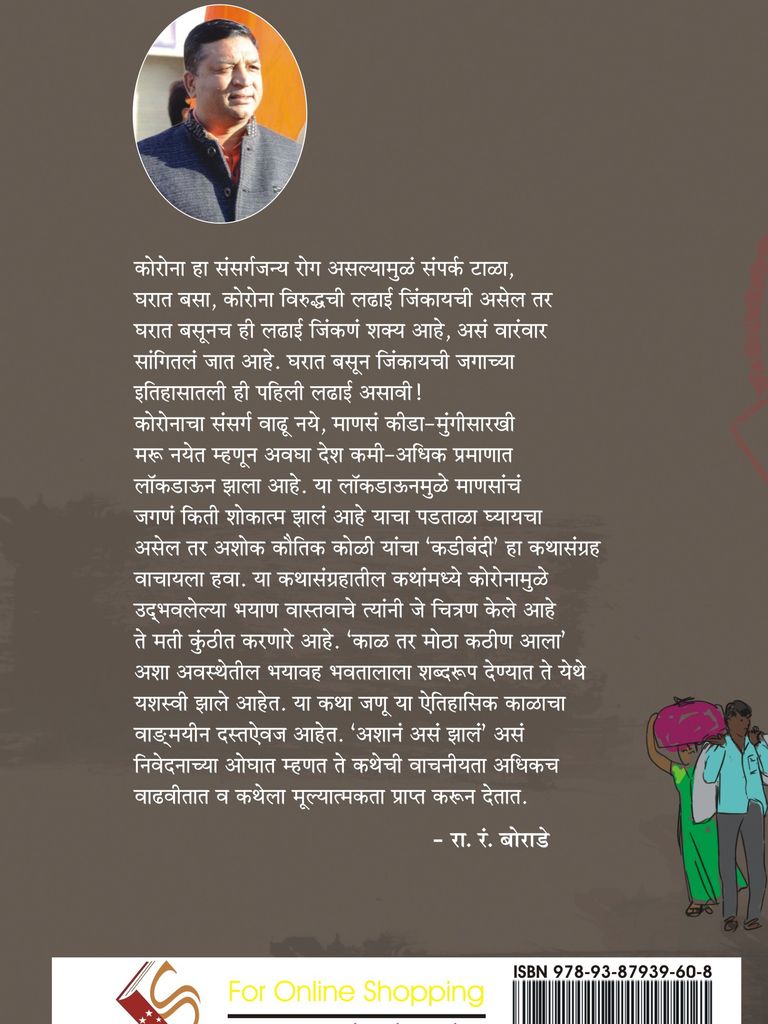 कोरोना हा संसर्गजन्य रोग असल्यामुळं संपर्क टाळा,
घरात बसा, कोरोना विरुद्धची लढाई जिंकायची असेल तर
घरात बसूनच ही लढाई जिंकणं शक्य आहे, असं वारंवार
सांगितलं जात आहे. घरात बसून जिंकायची जगाच्या
इतिहासातली ही पहिली लढाई असावी!
कोरोनाचा संसर्ग वाढू नये, माणसं कीडा-मुंगीसारखी
मरू नयेत म्हणून अवघा देश कमी-अधिक प्रमाणात
लॉकडाऊन झाला आहे. या लॉकडाऊनमुळे माणसांचं
जगणं किती शोकात्म झालं आहे याचा पडताळा घ्यायचा
असेल तर अशोक कौतिक कोळी यांचा ‘कडीबंदी’ हा कथासंग्रह
वाचायला हवा. या कथासंग्रहातील कथांमध्ये कोरोनामुळे
उद्‌भवलेल्या भयाण वास्तवाचे त्यांनी जे चित्रण केले आहे
ते मती कुंठीत करणारे आहे. ‘काळ तर मोठा कठीण आला’
अशा अवस्थेतील भयावह भवतालाला शब्दरूप देण्यात ते येथे
यशस्वी झाले आहेत. या कथा जणू या ऐतिहासिक काळाचा
वाङ्‌मयीन दस्तऐवज आहेत. ‘अशानं असं झालं’ असं
निवेदनाच्या ओघात म्हणत ते कथेची वाचनीयता अधिकच
वाढवीतात व कथेला मूल्यात्मकता प्राप्त करून देतात.
- रा. रं. बोराडे
For Online Shopping
ISBN 978-93-87939-60-8